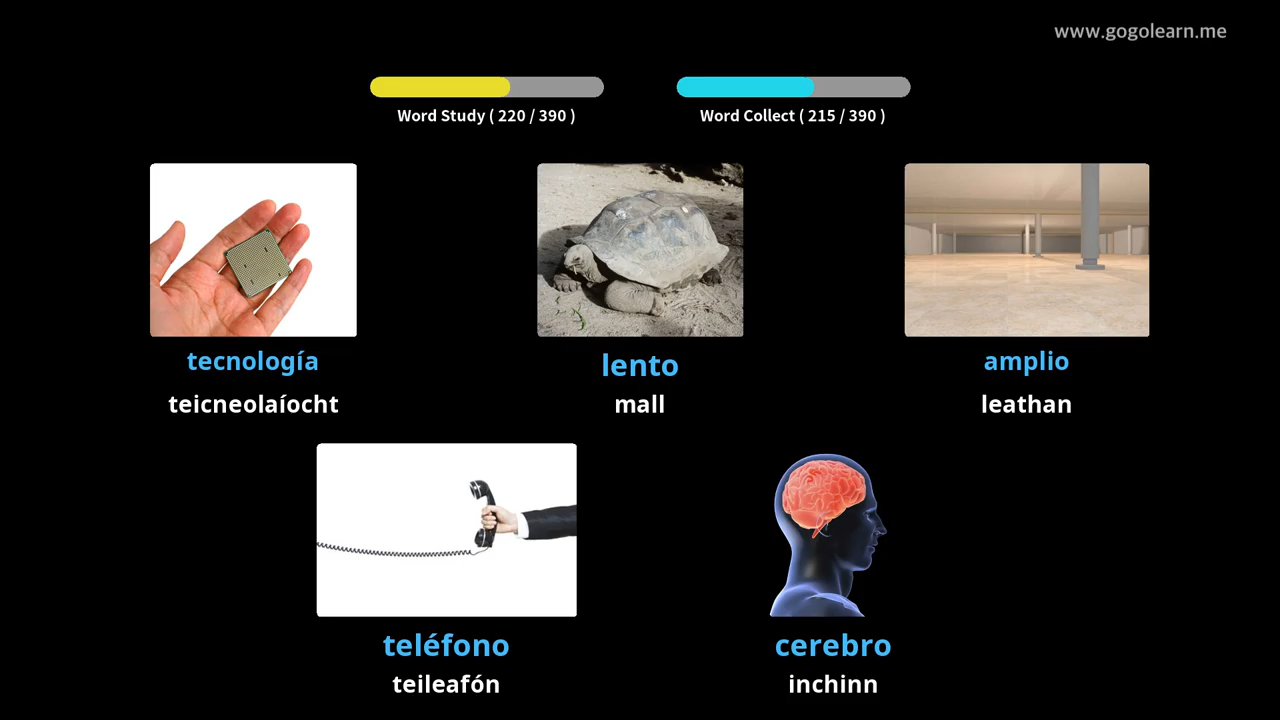 www.gogolearn.me
Word Study ( 220 / 390 )
Word Collect ( 215 / 390 )
tecnología
teicneolaíocht
lento
mall
amplio
leathan
teléfono
teileafón
cerebro
inchinn